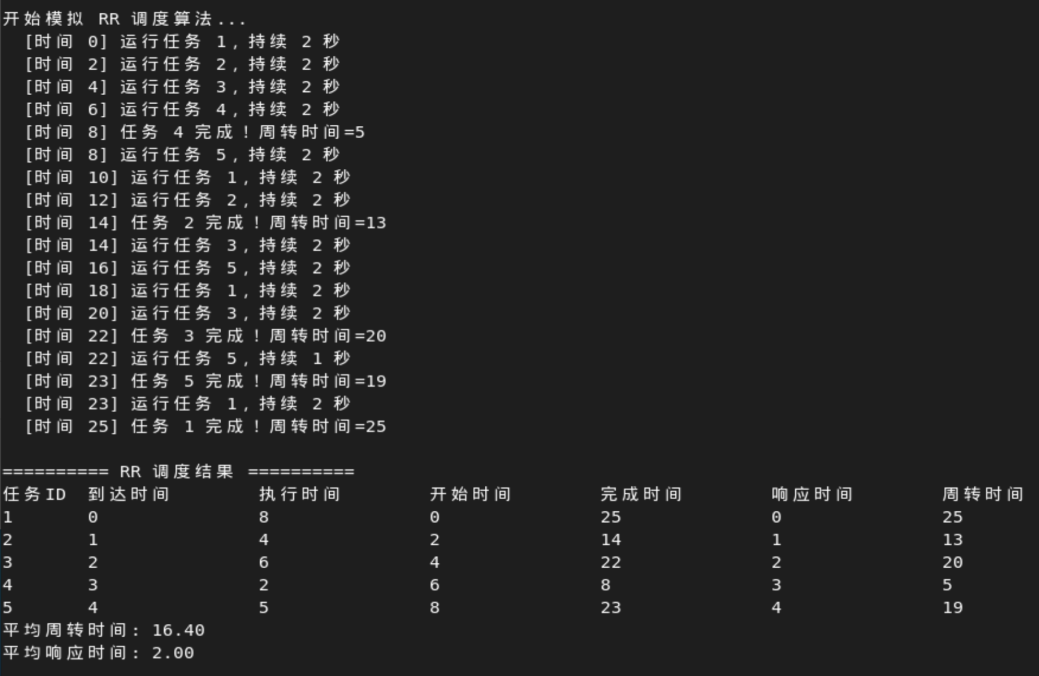 开始模拟 RR 调度算法...
[时间 0] 运行任务 1，持续 2 秒
[时间 2] 运行任务 2，持续 2 秒
[时间 4] 运行任务 3，持续 2 秒
[时间 6] 运行任务 4，持续 2 秒
[时间 8] 任务 4 完成！周转时间=5
[时间 8] 运行任务 5，持续 2 秒
[时间 10] 运行任务 1，持续 2 秒
[时间 12] 运行任务 2，持续 2 秒
[时间 14] 任务 2 完成！周转时间=13
[时间 14] 运行任务 3，持续 2 秒
[时间 16] 运行任务 5，持续 2 秒
[时间 18] 运行任务 1，持续 2 秒
[时间 20] 运行任务 3，持续 2 秒
[时间 22] 任务 3 完成！周转时间=20
[时间 22] 运行任务 5，持续 1 秒
[时间 23] 任务 5 完成！周转时间=19
[时间 23] 运行任务 1，持续 2 秒
[时间 25] 任务 1 完成！周转时间=25
========== RR 调度结果 ==========
任务ID 到达时间 执行时间 开始时间 完成时间 响应时间 周转时间
1 0 8 0 25 0 25
2 1 4 2 14 1 13
3 2 6 4 22 2 20
4 3 2 6 8 3 5
5 4 5 8 23 4 19
平均周转时间: 16.40
平均响应时间: 2.00